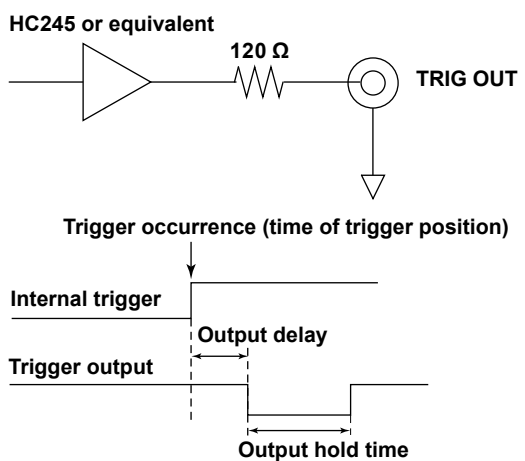 HC245 or equivalent
120 Ω
TRIG OUT
Trigger occurrence (time of trigger position)
Internal trigger
Output delay
Trigger output
Output hold time